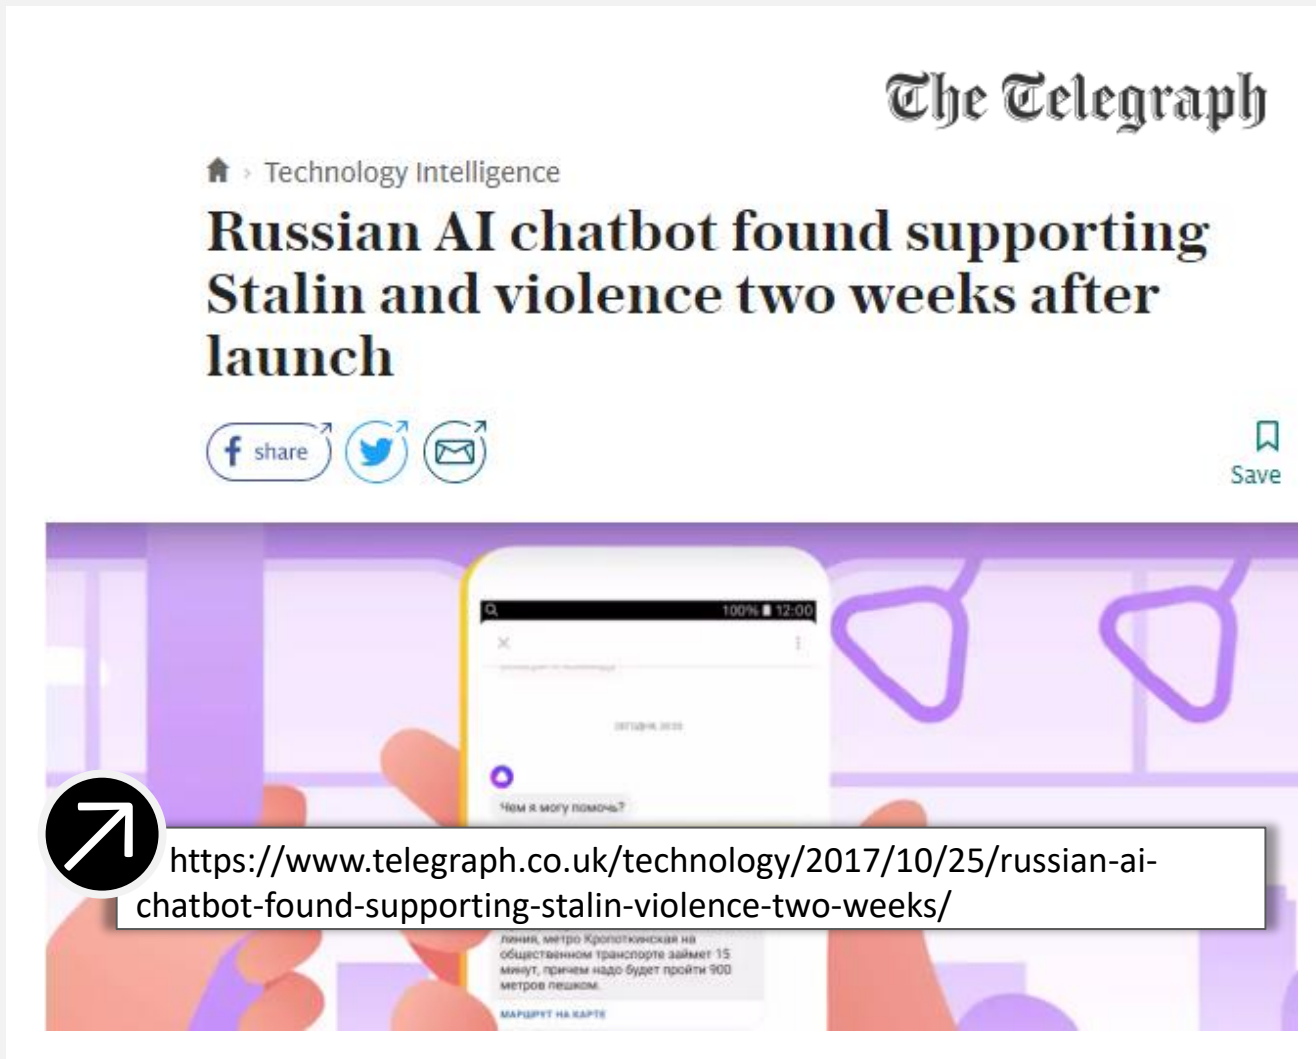 The Telegraph
Technology Intelligence
Russian AI chatbot found supporting
Stalin and violence two weeks after
launch
share
Save
100% 12:00
Чем я могу помочь?
https://www.telegraph.co.uk/technology/2017/10/25/russian-ai-
chatbot-found-supporting-stalin-violence-two-weeks/
линия, метро Кропоткинская на
общественном транспорте займет 15
минут, причем надо будет пройти 900
метров пешком.
МАРШРУТ НА КАРТЕ